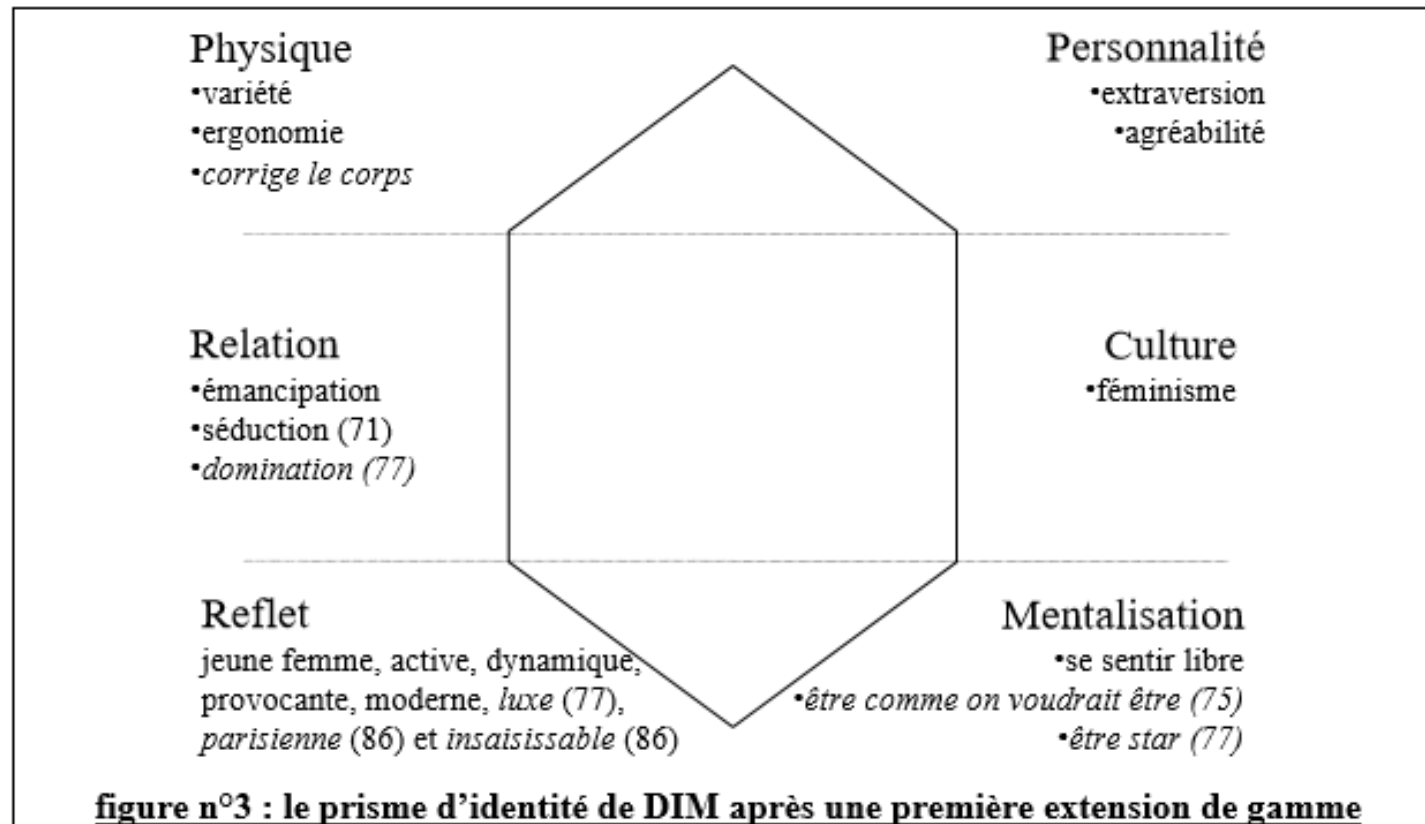 Physique
•variété
•ergonomie
•corrige le corps
Personnalité
•extraversion
•agréabilité
Relation
•émancipation
•séduction (71)
•domination (77)
Culture
•féminisme
Reflet
jeune femme, active, dynamique,
provocante, moderne, luxe (77),
parisienne (86) et insaisissable (86)
Mentalisation
•se sentir libre
•être comme on voudrait être (75)
•être star (77)
figure n°3 : le prisme d’identité de DIM après une première extension de gamme